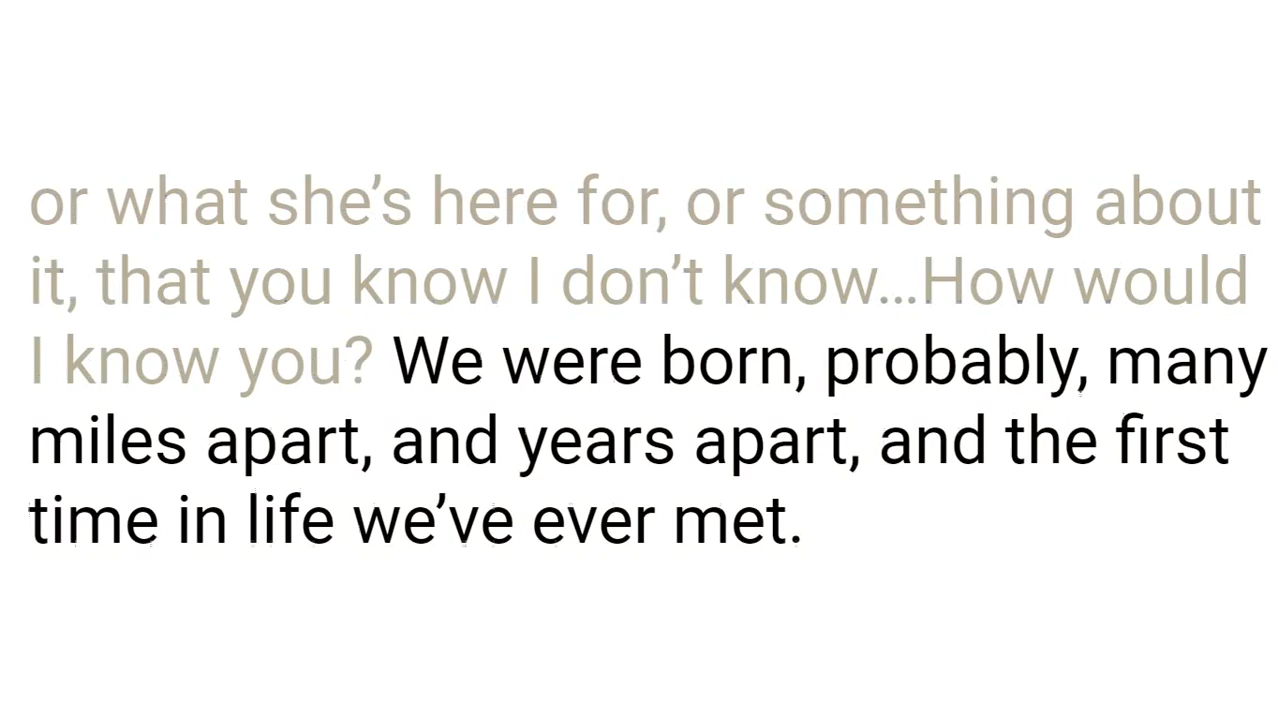 or what she’s here for, or something about
it, that you know I don’t know…How would
I know you? We were born, probably, many
miles apart, and years apart, and the first
time in life we’ve ever met.